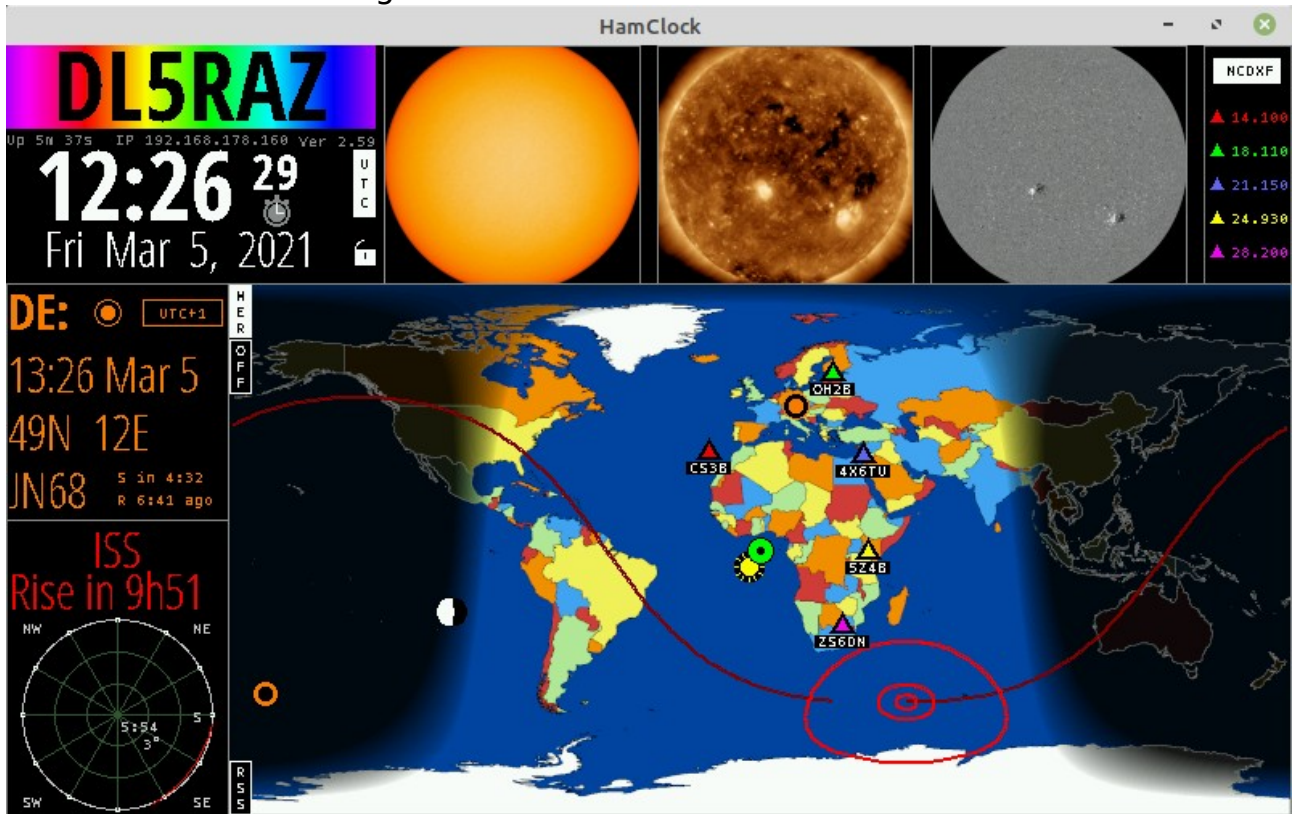 HamClock
DL5RAZ
Up 5m 37s IP 192.168.178.160 Ver 2.59
12:26 29
UTC
Fri Mar 5, 2021
NCDXF
14.100
18.110
21.150
24.930
28.200
DE: UTC+1
13:26 Mar 5
49N 12E
JN68
S in 4:32
R 6:41 ago
ISS
Rise in 9h51
NW NE
S
5:54
3°
SW SE
MER
OFF
RSS
OH2B
CS3B
4X6TU
5Z4B
ZS6DN